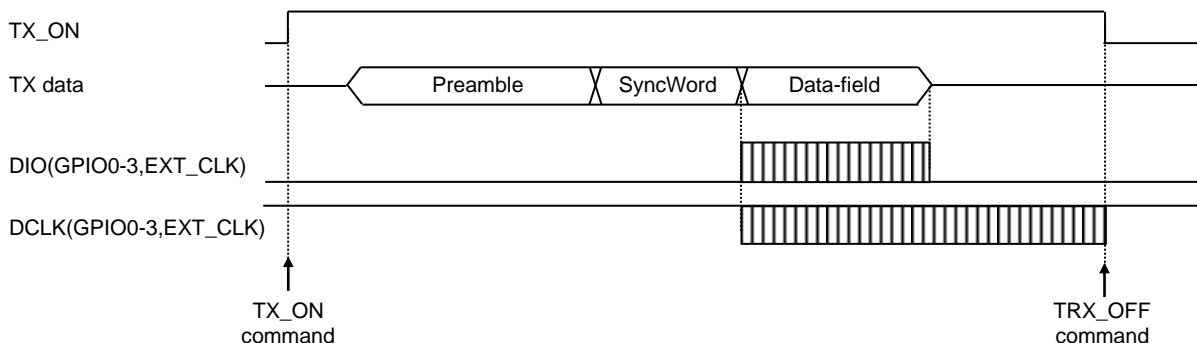 TX_ON
TX data
Preamble
SyncWord
Data-field
DIO(GPIO0-3,EXT_CLK)
DCLK(GPIO0-3,EXT_CLK)
TX_ON
command
TRX_OFF
command